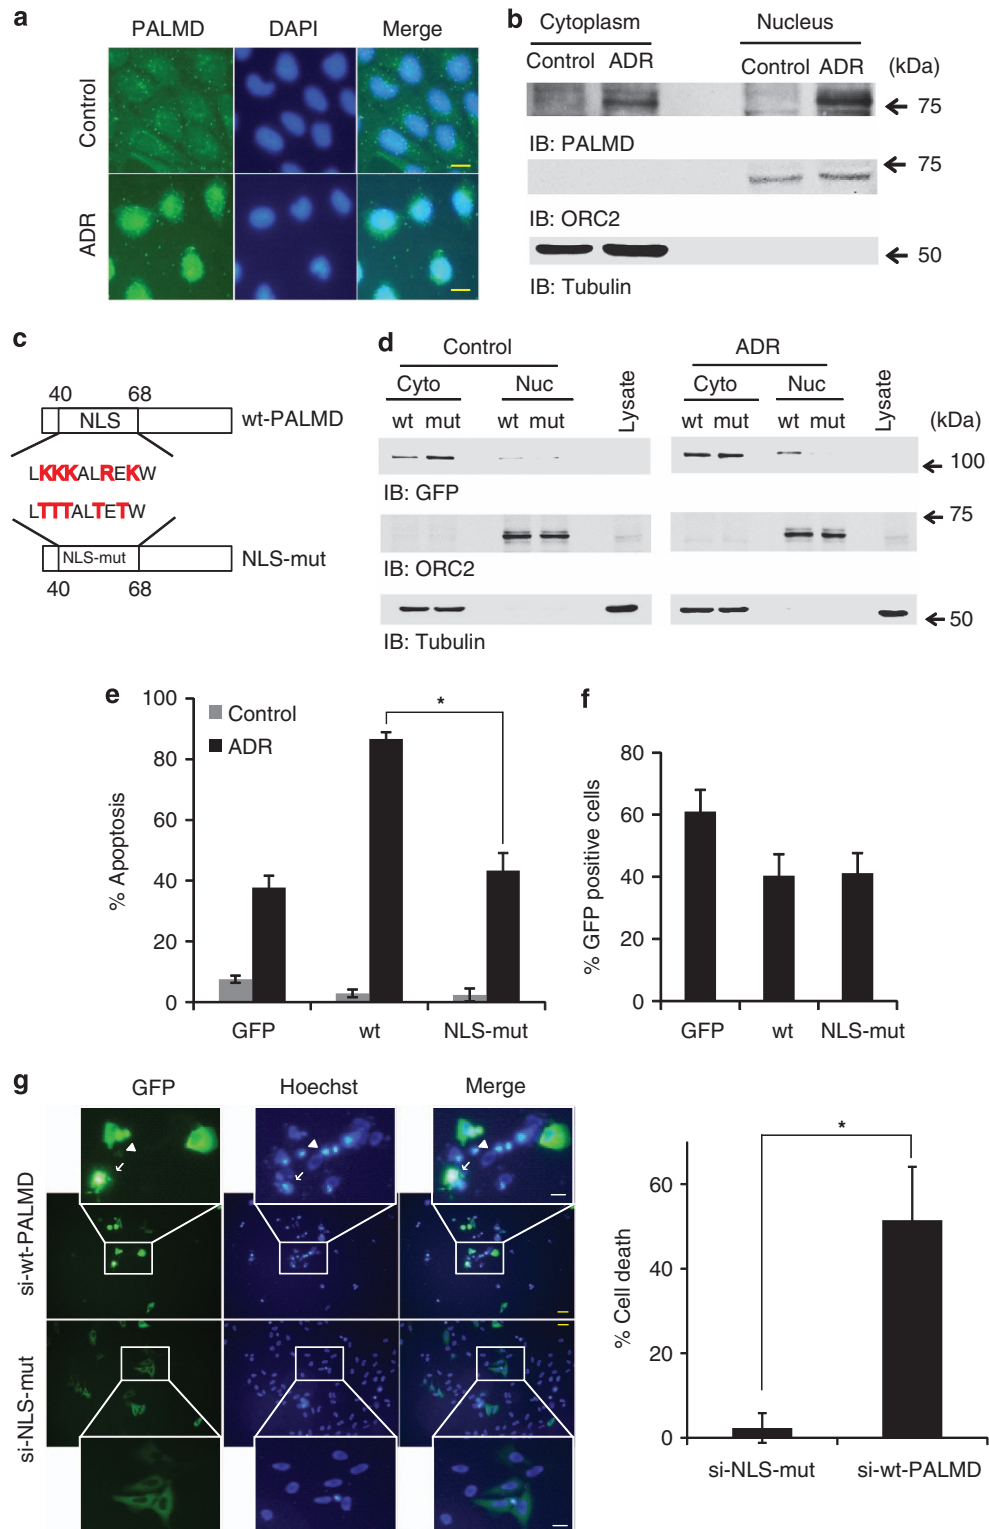 a
PALMD DAPI Merge
Control
ADR
b
Cytoplasm Nucleus
Control ADR Control ADR (kDa)
75
IB: PALMD
75
IB: ORC2
50
IB: Tubulin
c
40 68
NLS wt-PALMD
LKKKALREKW
LTTTALTETW
NLS-mut NLS-mut
40 68
d
Control ADR
Cyto Nuc Lysate Cyto Nuc Lysate
wt mut wt mut wt mut wt mut (kDa)
100
IB: GFP
75
IB: ORC2
50
IB: Tubulin
e
% Apoptosis
100
80
60
40
20
0
Control
ADR
*
GFP wt NLS-mut
f
% GFP positive cells
80
60
40
20
0
GFP wt NLS-mut
g
GFP Hoechst Merge
si-wt-PALMD
si-NLS-mut
% Cell death
60
40
20
0
*
si-NLS-mut si-wt-PALMD